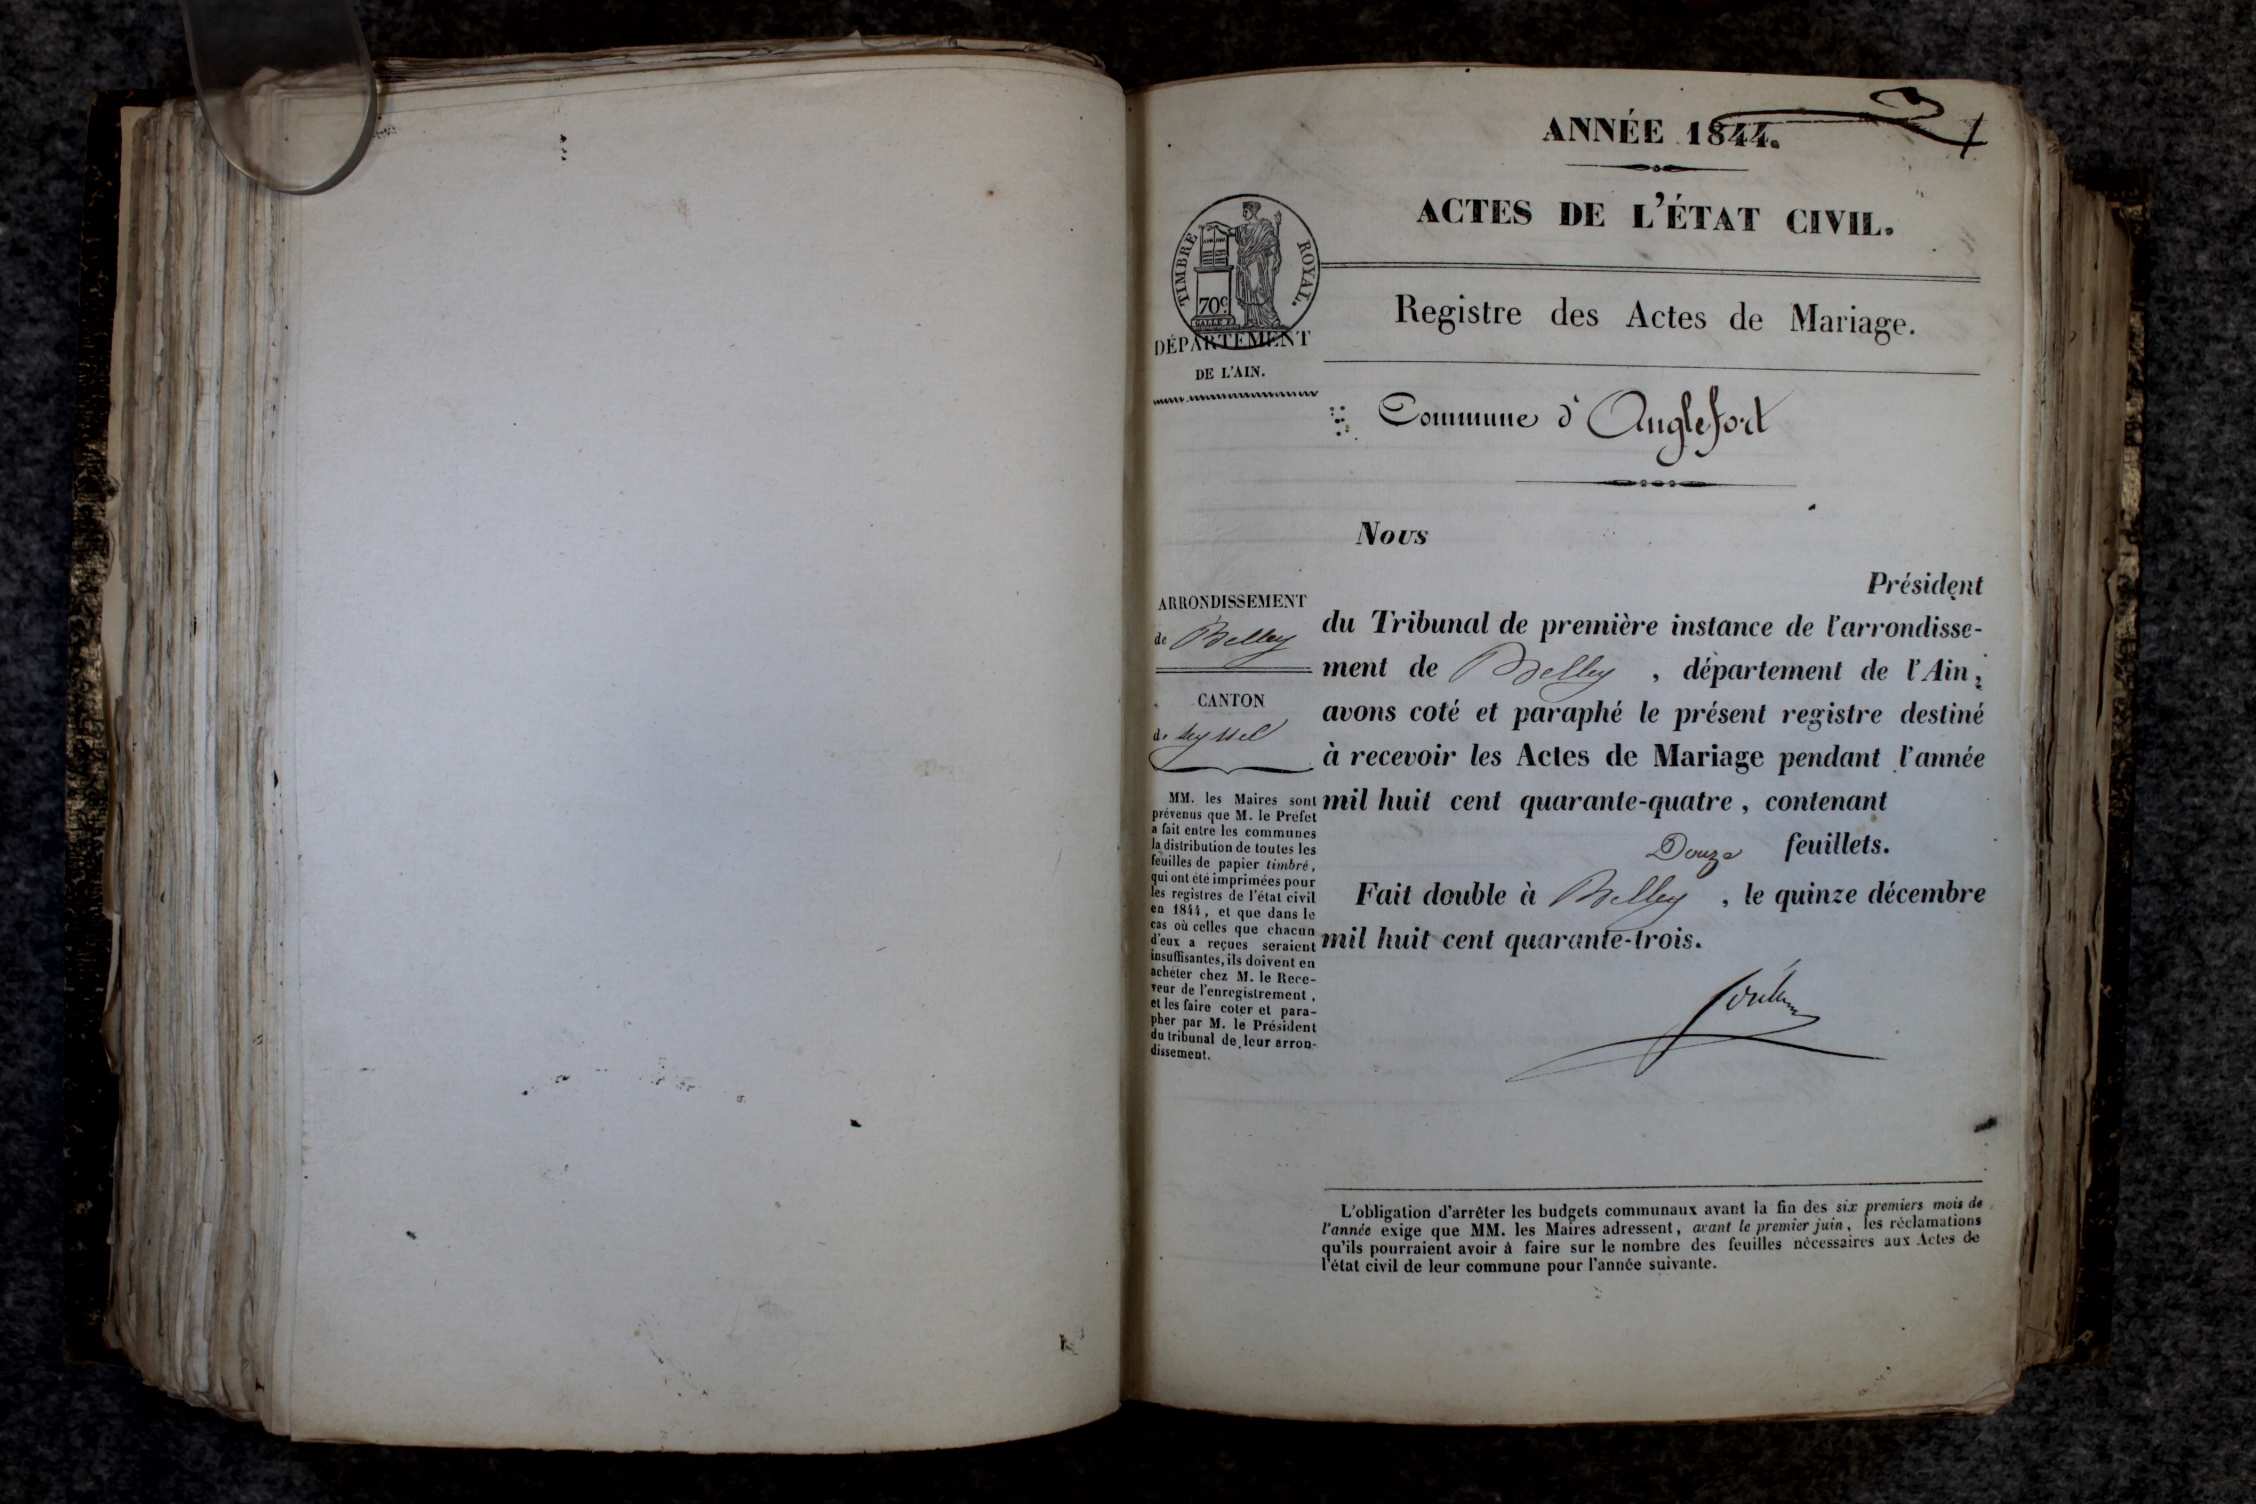 ANNÉE 1844.
ACTES DE L'ÉTAT CIVIL.
TIMBRE ROYAL.
70c
DÉPARTEMENT
DE L'AIN.
Registre des Actes de Mariage.
Commune d'Anglefort
ARRONDISSEMENT
de Belley
CANTON
de Seyssel
MM. les Maires sont
prévenus que M. le Préfet
a fait entre les communes
la distribution de toutes les
feuilles de papier timbré,
qui ont été imprimées pour
les registres de l'état civil
en 1844, et que dans le
cas où celles que chacun
d'eux a reçues seraient
insuffisantes, ils doivent en
acheter chez M. le Rece-
veur de l'enregistrement,
et les faire coter et para-
pher par M. le Président
du tribunal de leur arron-
dissement.
Nous
Président
du Tribunal de première instance de l'arrondisse-
ment de Belley, département de l'Ain,
avons coté et paraphé le présent registre destiné
à recevoir les Actes de Mariage pendant l'année
mil huit cent quarante-quatre, contenant
Douze feuillets.
Fait double à Belley, le quinze décembre
mil huit cent quarante-trois.
L'obligation d'arrêter les budgets communaux avant la fin des six premiers mois de
l'année exige que MM. les Maires adressent, avant le premier juin, les réclamations
qu'ils pourraient avoir à faire sur le nombre des feuilles nécessaires aux Actes de
l'état civil de leur commune pour l'année suivante.